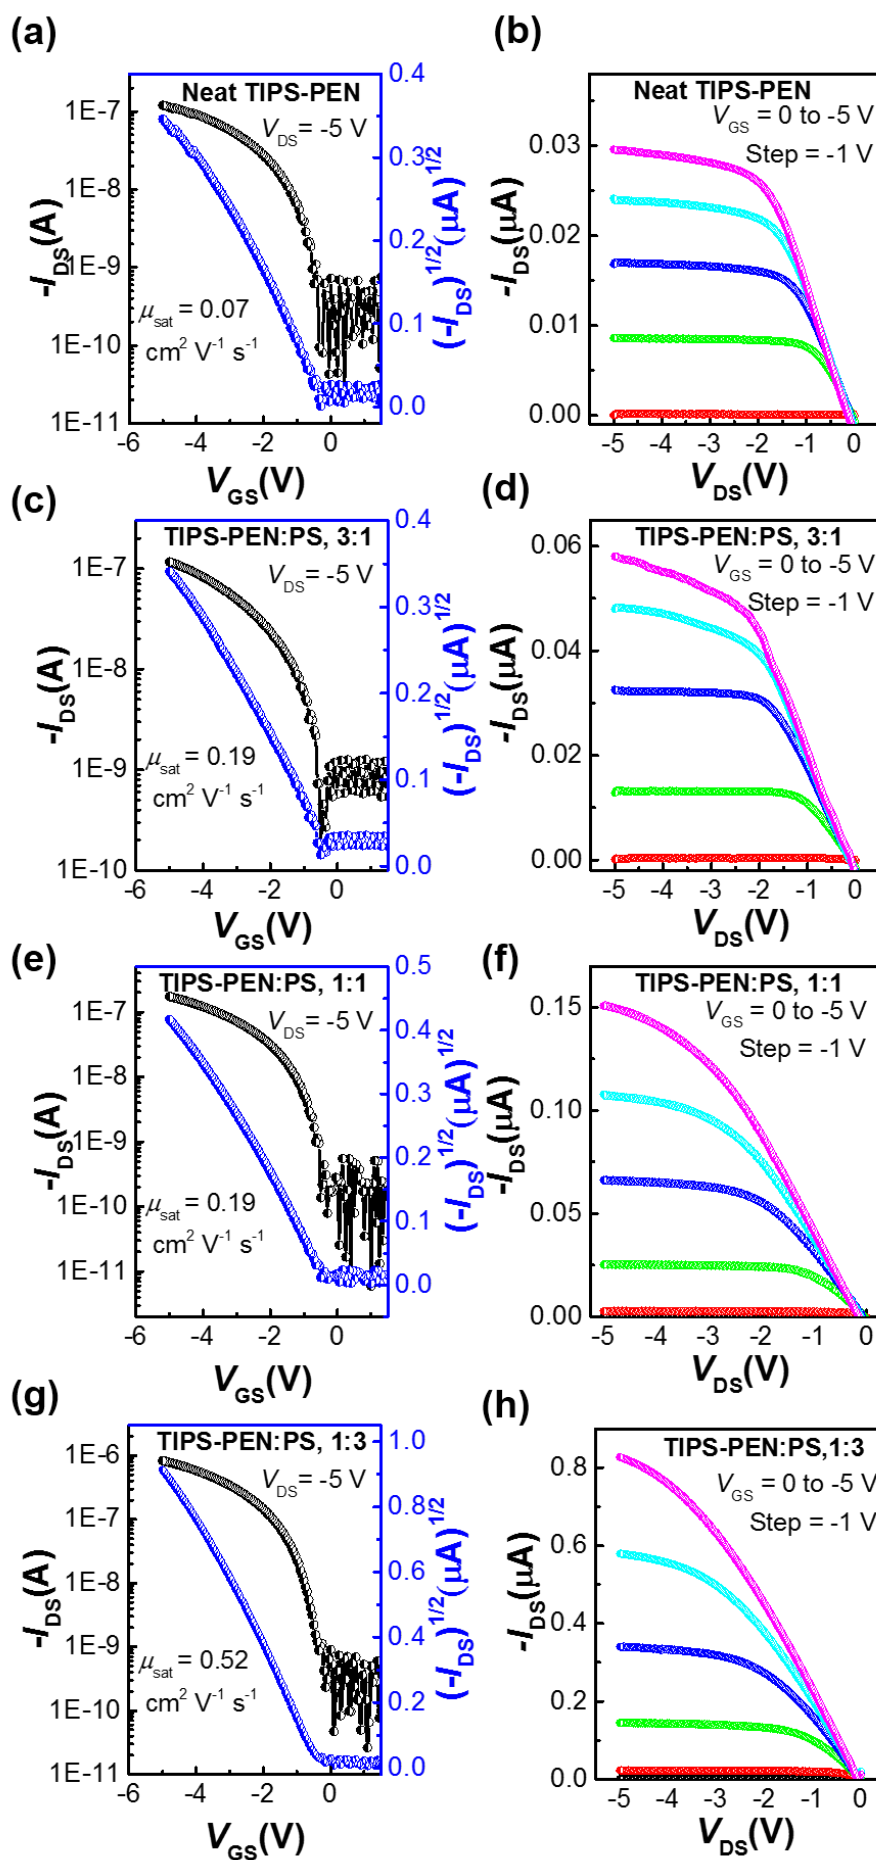 (a)
Neat TIPS-PEN
V_DS = -5 V
μ_sat = 0.07
cm² V⁻¹ s⁻¹
1E-7
1E-8
1E-9
1E-10
1E-11
-I_DS(A)
0.4
0.3
0.2
0.1
0.0
(-I_DS)^1/2(μA)^1/2
-6 -4 -2 0
V_GS(V)
(b)
Neat TIPS-PEN
V_GS = 0 to -5 V
Step = -1 V
0.03
0.02
0.01
0.00
-I_DS(μA)
-5 -4 -3 -2 -1 0
V_DS(V)
(c)
TIPS-PEN:PS, 3:1
V_DS = -5 V
μ_sat = 0.19
cm² V⁻¹ s⁻¹
1E-7
1E-8
1E-9
1E-10
-I_DS(A)
0.4
0.3
0.2
0.1
0.0
(-I_DS)^1/2(μA)^1/2
-6 -4 -2 0
V_GS(V)
(d)
TIPS-PEN:PS, 3:1
V_GS = 0 to -5 V
Step = -1 V
0.06
0.04
0.02
0.00
-I_DS(μA)
-5 -4 -3 -2 -1 0
V_DS(V)
(e)
TIPS-PEN:PS, 1:1
V_DS = -5 V
μ_sat = 0.19
cm² V⁻¹ s⁻¹
1E-7
1E-8
1E-9
1E-10
1E-11
-I_DS(A)
0.5
0.4
0.3
0.2
0.1
0.0
(-I_DS)^1/2(μA)^1/2
-6 -4 -2 0
V_GS(V)
(f)
TIPS-PEN:PS, 1:1
V_GS = 0 to -5 V
Step = -1 V
0.15
0.10
0.05
0.00
-I_DS(μA)
-5 -4 -3 -2 -1 0
V_DS(V)
(g)
TIPS-PEN:PS, 1:3
V_DS = -5 V
μ_sat = 0.52
cm² V⁻¹ s⁻¹
1E-6
1E-7
1E-8
1E-9
1E-10
1E-11
-I_DS(A)
1.0
0.8
0.6
0.4
0.2
0.0
(-I_DS)^1/2(μA)^1/2
-6 -4 -2 0
V_GS(V)
(h)
TIPS-PEN:PS,1:3
V_GS = 0 to -5 V
Step = -1 V
0.8
0.6
0.4
0.2
0.0
-I_DS(μA)
-5 -4 -3 -2 -1 0
V_DS(V)